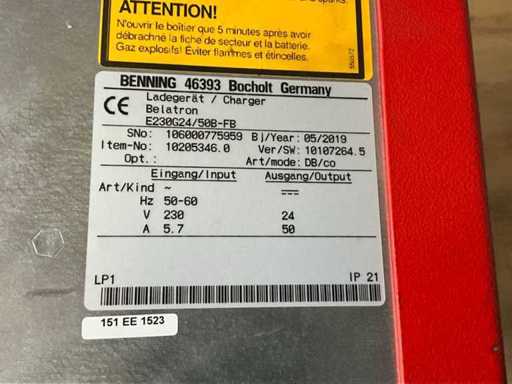 ATTENTION!
N'ouvrir le boîtier que 5 minutes après avoir
débranché la fiche de secteur et la batterie.
Gaz explosifs! Éviter flammes et étincelles.
BENNING 46393 Bocholt Germany
CE Ladegerät / Charger
Belatron
E230G24/50B-FB
SNo: 106000775959 Bj/Year: 05/2019
Item-No: 10205346.0 Ver/SW: 10107264.5
Opt.: Art/mode: DB/co
Eingang/Input Ausgang/Output
Art/Kind ~ ⎓
Hz 50-60
V 230 24
A 5.7 50
LP1 IP 21
151 EE 1523